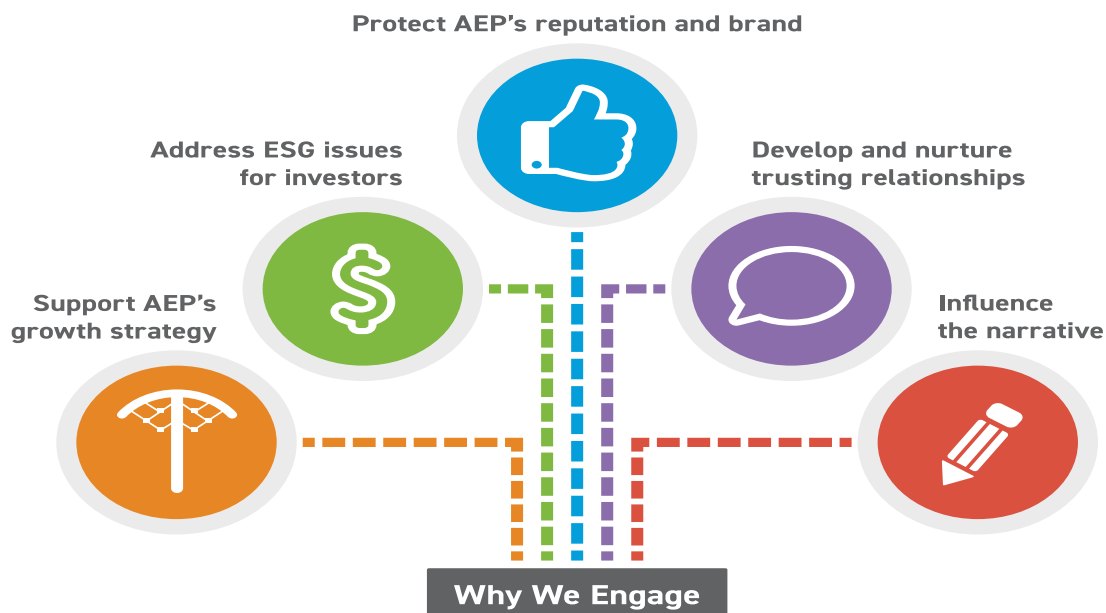 Protect AEP's reputation and brand
Address ESG issues
for investors
Develop and nurture
trusting relationships
Support AEP's
growth strategy
Influence
the narrative
$
Why We Engage